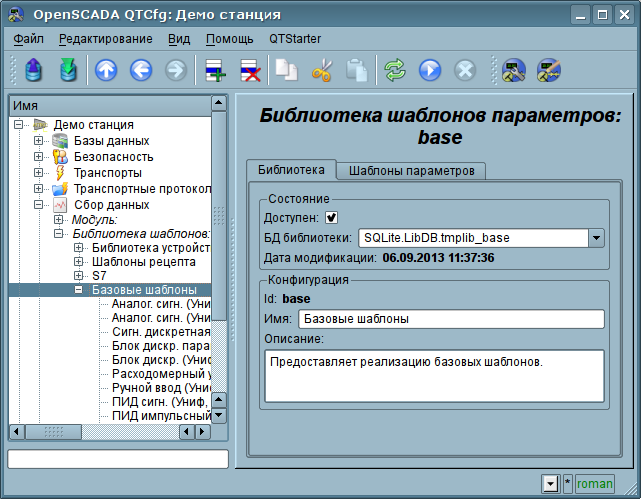 OpenSCADA QTCfg: Демо станция
Файл Редактирование Вид Помощь QTStarter
Имя
Демо станция
Базы данных
Безопасность
Транспорты
Транспортные протокол
Сбор данных
Модуль:
Библиотека шаблонов:
Библиотека устройст
Шаблоны рецепта
S7
Базовые шаблоны
Аналог. сигн. (Униф
Аналог. сигн. (Униф,
Сигн. дискретная
Блок дискр. пара
Блок дискр. (Униф
Расходомерный у
Ручной ввод (Униф
ПИД сигн. (Униф,
ПИД импульсный
Библиотека шаблонов параметров:
base
Библиотека Шаблоны параметров
Состояние
Доступен:
БД библиотеки: SQLite.LibDB.tmplib_base
Дата модификации: 06.09.2013 11:37:36
Конфигурация
Id: base
Имя: Базовые шаблоны
Описание:
Предоставляет реализацию базовых шаблонов.
* roman